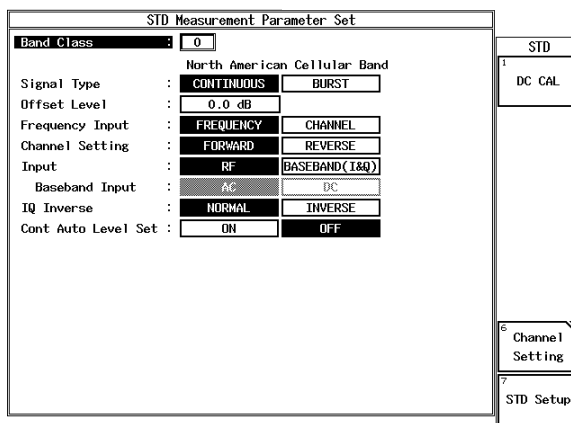 STD Measurement Parameter Set
Band Class : 0
North American Cellular Band
Signal Type : CONTINUOUS BURST
Offset Level : 0.0 dB
Frequency Input : FREQUENCY CHANNEL
Channel Setting : FORWARD REVERSE
Input : RF BASEBAND(I&Q)
Baseband Input : AC DC
IQ Inverse : NORMAL INVERSE
Cont Auto Level Set : ON OFF
STD
1
DC CAL
6
Channel
Setting
7
STD Setup